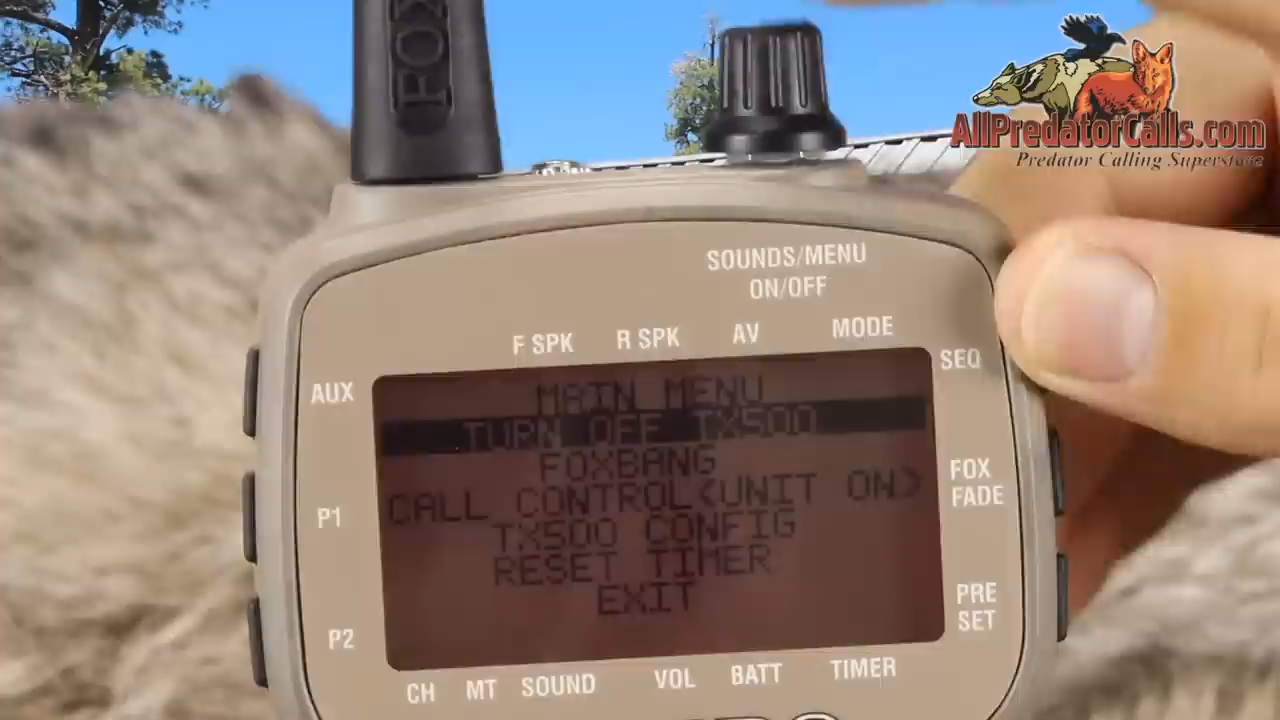 FOX
AllPredatorCalls.com
Predator Calling Superstore
SOUNDS/MENU
ON/OFF
F SPK
R SPK
AV
MODE
SEQ
AUX
MAIN MENU
TURN OFF TX500
FOXBANG
FOX
FADE
CALL CONTROL<UNIT ON>
P1
TX500 CONFIG
RESET TIMER
EXIT
PRE
SET
P2
CH
MT
SOUND
VOL
BATT
TIMER